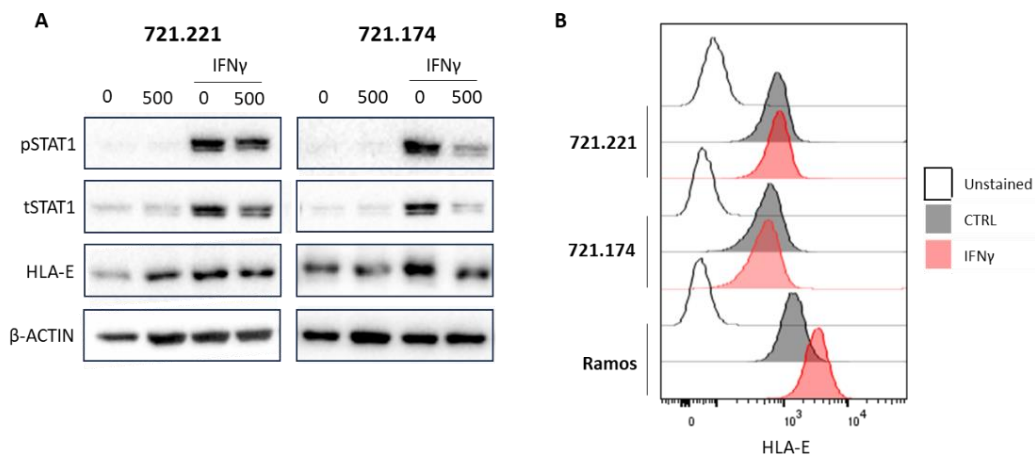 A
721.221
721.174
IFNγ
IFNγ
0 500 0 500
0 500 0 500
pSTAT1
tSTAT1
HLA-E
β-ACTIN
B
721.221
721.174
Ramos
0 10³ 10⁴
HLA-E
Unstained
CTRL
IFNγ